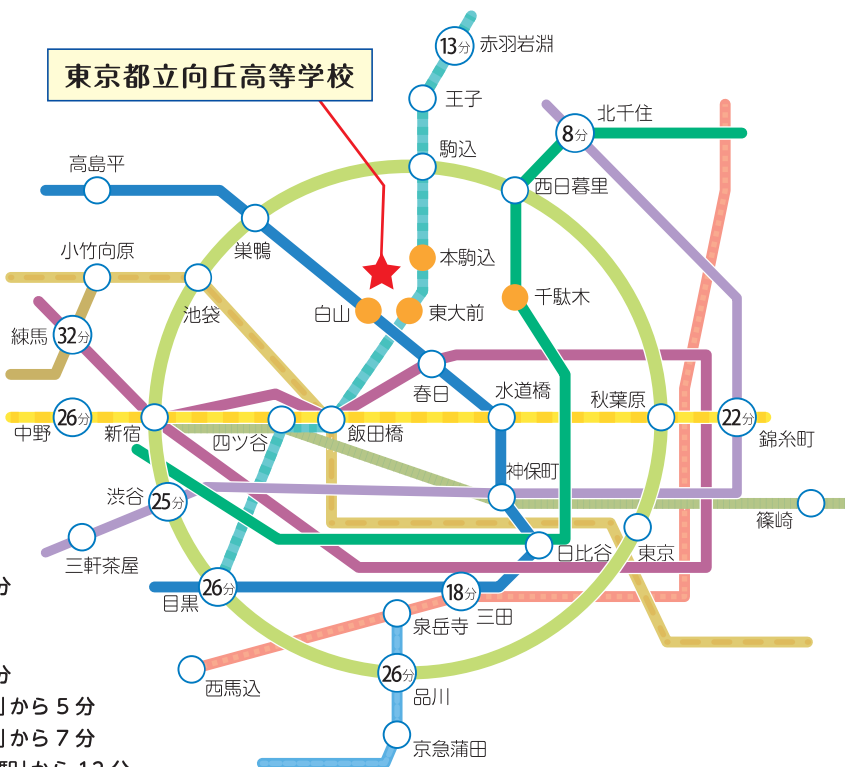 13分 赤羽岩淵
東京都立向丘高等学校
王子
8分 北千住
駒込
高島平
西日暮里
小竹向原
巣鴨
本駒込
千駄木
池袋
白山
東大前
練馬 32分
春日
水道橋
秋葉原
中野 26分
新宿
四ツ谷
飯田橋
22分 錦糸町
神保町
渋谷 25分
篠崎
三軒茶屋
日比谷
東京
分
目黒 26分
18分 三田
泉岳寺
分
西馬込
26分 品川
から 5 分
から 7 分
京急蒲田